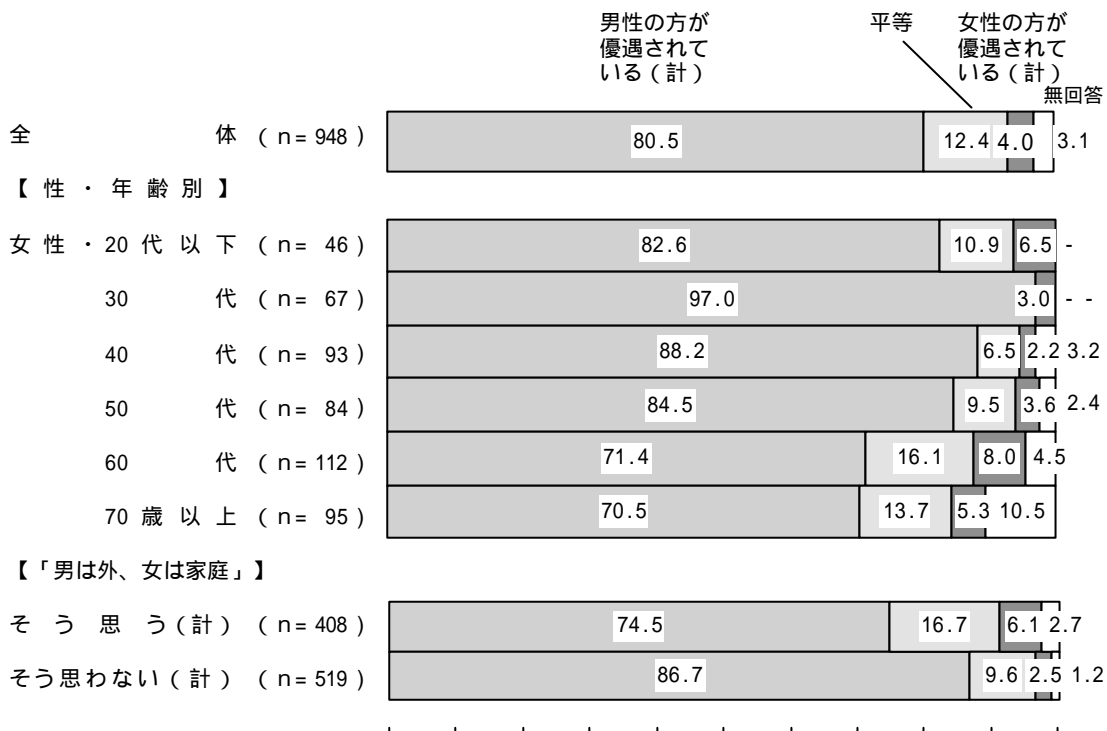 男性の方が
優遇されて
いる(計)
平等
女性の方が
優遇されて
いる(計)
無回答
全体 (n=948) 80.5 12.4 4.0 3.1
【性・年齢別】
女性・20代以下 (n= 46) 82.6 10.9 6.5 -
30代 (n= 67) 97.0 3.0 - -
40代 (n= 93) 88.2 6.5 2.2 3.2
50代 (n= 84) 84.5 9.5 3.6 2.4
60代 (n=112) 71.4 16.1 8.0 4.5
70歳以上 (n= 95) 70.5 13.7 5.3 10.5
【「男は外、女は家庭」】
そう思う(計) (n=408) 74.5 16.7 6.1 2.7
そう思わない(計) (n=519) 86.7 9.6 2.5 1.2